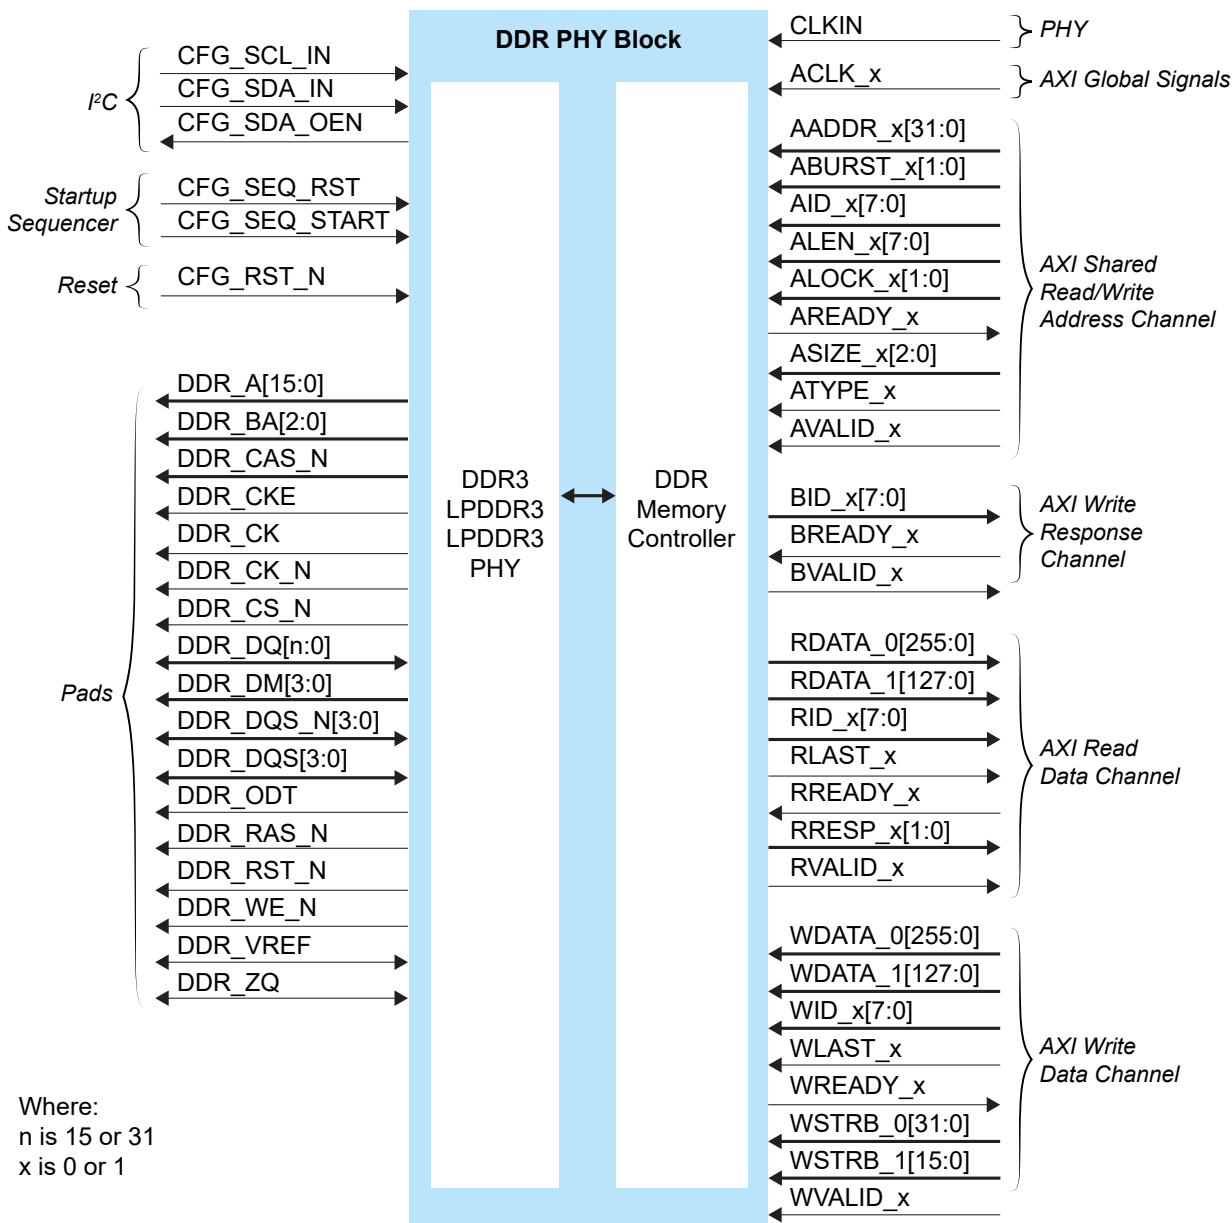 DDR PHY Block
I²C
CFG_SCL_IN
CFG_SDA_IN
CFG_SDA_OEN
Startup
Sequencer
CFG_SEQ_RST
CFG_SEQ_START
Reset
CFG_RST_N
Pads
DDR_A[15:0]
DDR_BA[2:0]
DDR_CAS_N
DDR_CKE
DDR_CK
DDR_CK_N
DDR_CS_N
DDR_DQ[n:0]
DDR_DM[3:0]
DDR_DQS_N[3:0]
DDR_DQS[3:0]
DDR_ODT
DDR_RAS_N
DDR_RST_N
DDR_WE_N
DDR_VREF
DDR_ZQ
Where:
n is 15 or 31
x is 0 or 1
DDR3
LPDDR3
LPDDR3
PHY
DDR
Memory
Controller
CLKIN
PHY
ACLK_x
AXI Global Signals
AADDR_x[31:0]
ABURST_x[1:0]
AID_x[7:0]
ALEN_x[7:0]
ALOCK_x[1:0]
AREADY_x
ASIZE_x[2:0]
ATYPE_x
AVALID_x
AXI Shared
Read/Write
Address Channel
BID_x[7:0]
BREADY_x
BVALID_x
AXI Write
Response
Channel
RDATA_0[255:0]
RDATA_1[127:0]
RID_x[7:0]
RLAST_x
RREADY_x
RRESP_x[1:0]
RVALID_x
AXI Read
Data Channel
WDATA_0[255:0]
WDATA_1[127:0]
WID_x[7:0]
WLAST_x
WREADY_x
WSTRB_0[31:0]
WSTRB_1[15:0]
WVALID_x
AXI Write
Data Channel